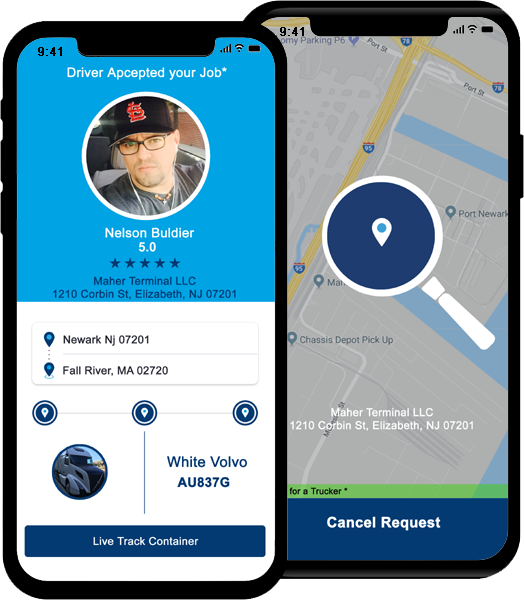 9:41
Driver Apcepted your Job*
Nelson Buldier
5.0
Maher Terminal LLC
1210 Corbin St, Elizabeth, NJ 07201
Newark Nj 07201
Fall River, MA 02720
White Volvo
AU837G
Live Track Container
9:41
omy Parking P6
Port St
78
Port St
78
95
Port Newark
95
Chassis Depot Pick Up
Maher Terminal LLC
1210 Corbin St, Elizabeth, NJ 07201
for a Trucker *
Cancel Request